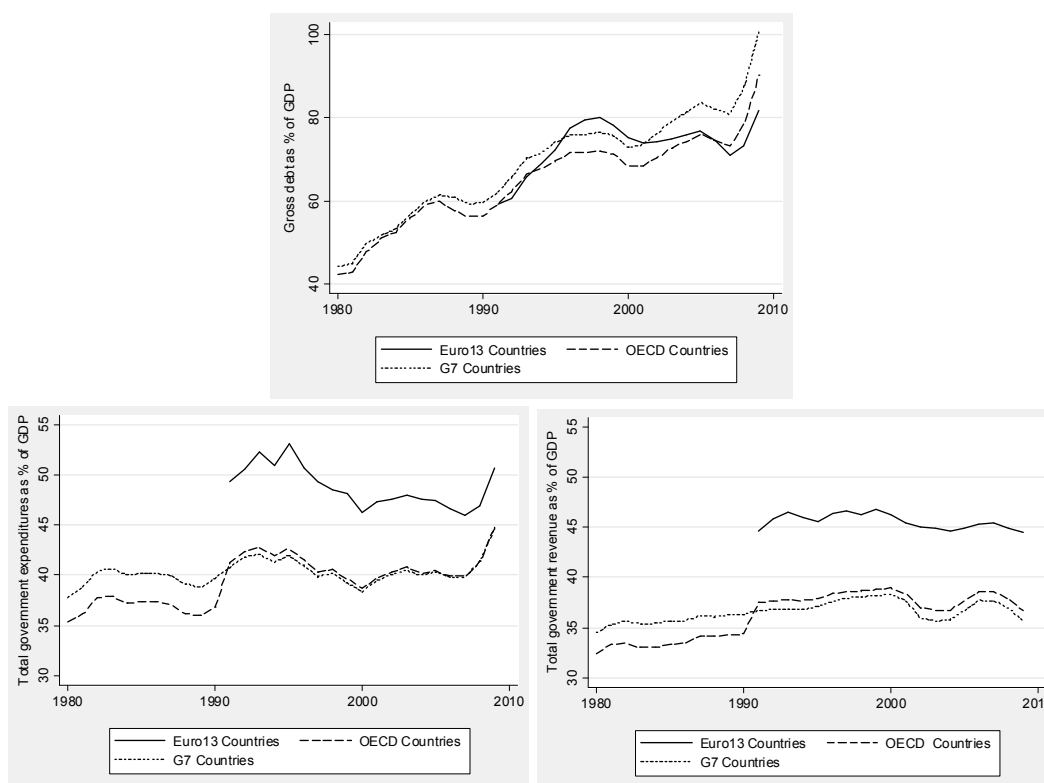 Gross debt as % of GDP
100
80
60
40
1980 1990 2000 2010
Euro13 Countries OECD Countries
G7 Countries
Total government expenditures as % of GDP
55
50
45
40
35
30
1980 1990 2000 2010
Euro13 Countries OECD Countries
G7 Countries
Total government revenue as % of GDP
55
50
45
40
35
30
1980 1990 2000 201
Euro13 Countries OECD Countries
G7 Countries